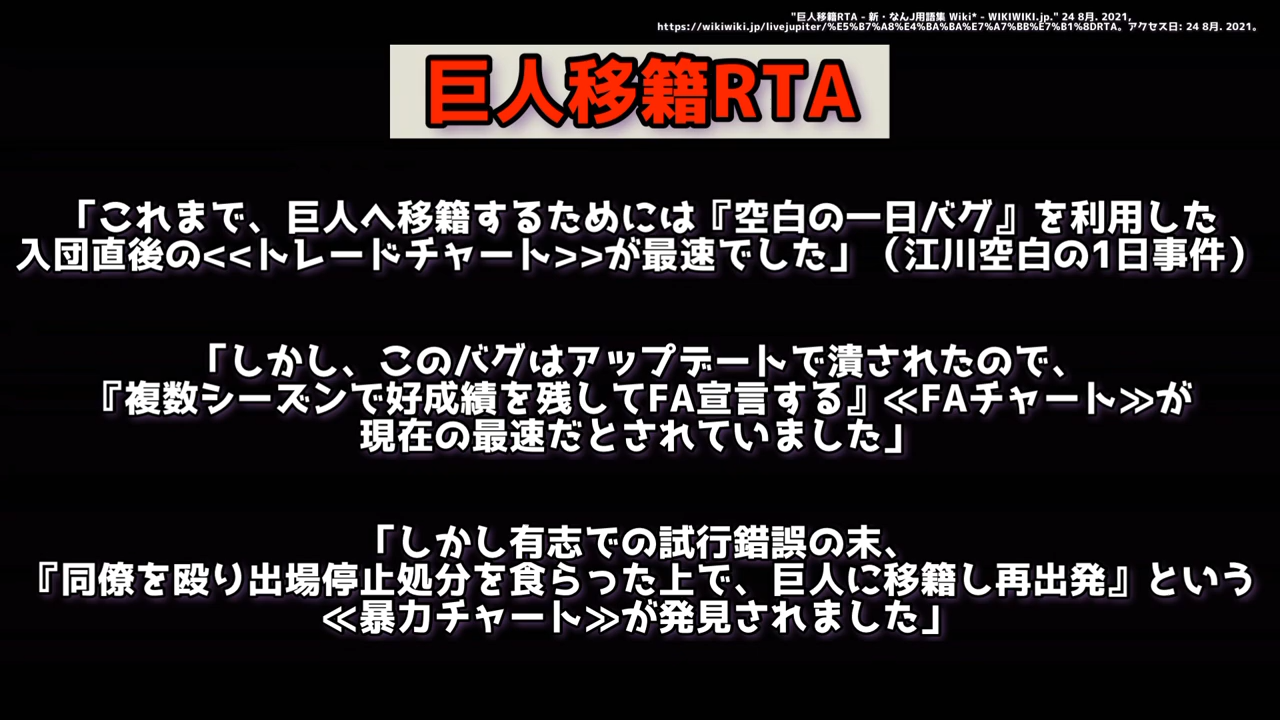 "巨人移籍RTA - 新・なんJ用語集 Wiki* - WIKIWIKI.jp." 24 8月. 2021,
https://wikiwiki.jp/livejupiter/%E5%B7%A8%E4%BA%BA%E7%A7%BB%E7%B1%8DRTA。アクセス日: 24 8月. 2021。
巨人移籍RTA
「これまで、巨人へ移籍するためには『空白の一日バグ』を利用した
入団直後の<<トレードチャート>>が最速でした」（江川空白の1日事件）
「しかし、このバグはアップデートで潰されたので、
『複数シーズンで好成績を残してFA宣言する』≪FAチャート≫が
現在の最速だとされていました」
「しかし有志での試行錯誤の末、
『同僚を殴り出場停止処分を食らった上で、巨人に移籍し再出発』という
≪暴力チャート≫が発見されました」